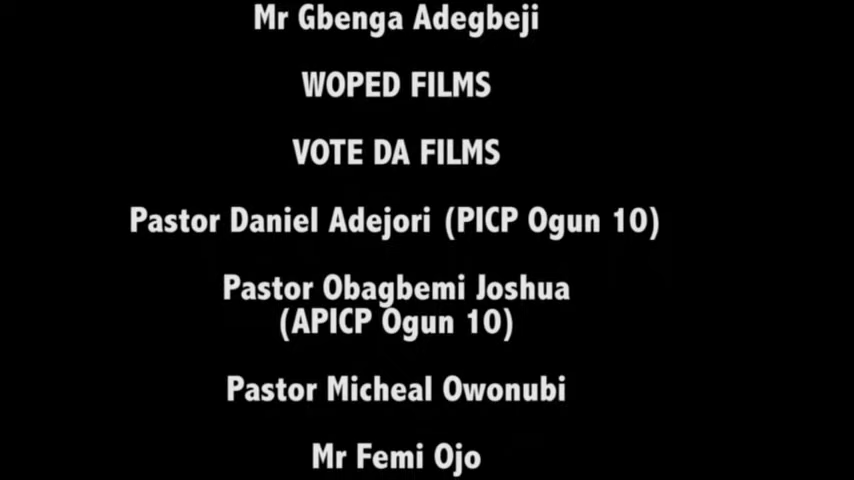 Mr Gbenga Adegbeji
WOPED FILMS
VOTE DA FILMS
Pastor Daniel Adejori (PICP Ogun 10)
Pastor Obagbemi Joshua
(APICP Ogun 10)
Pastor Micheal Owonubi
Mr Femi Ojo